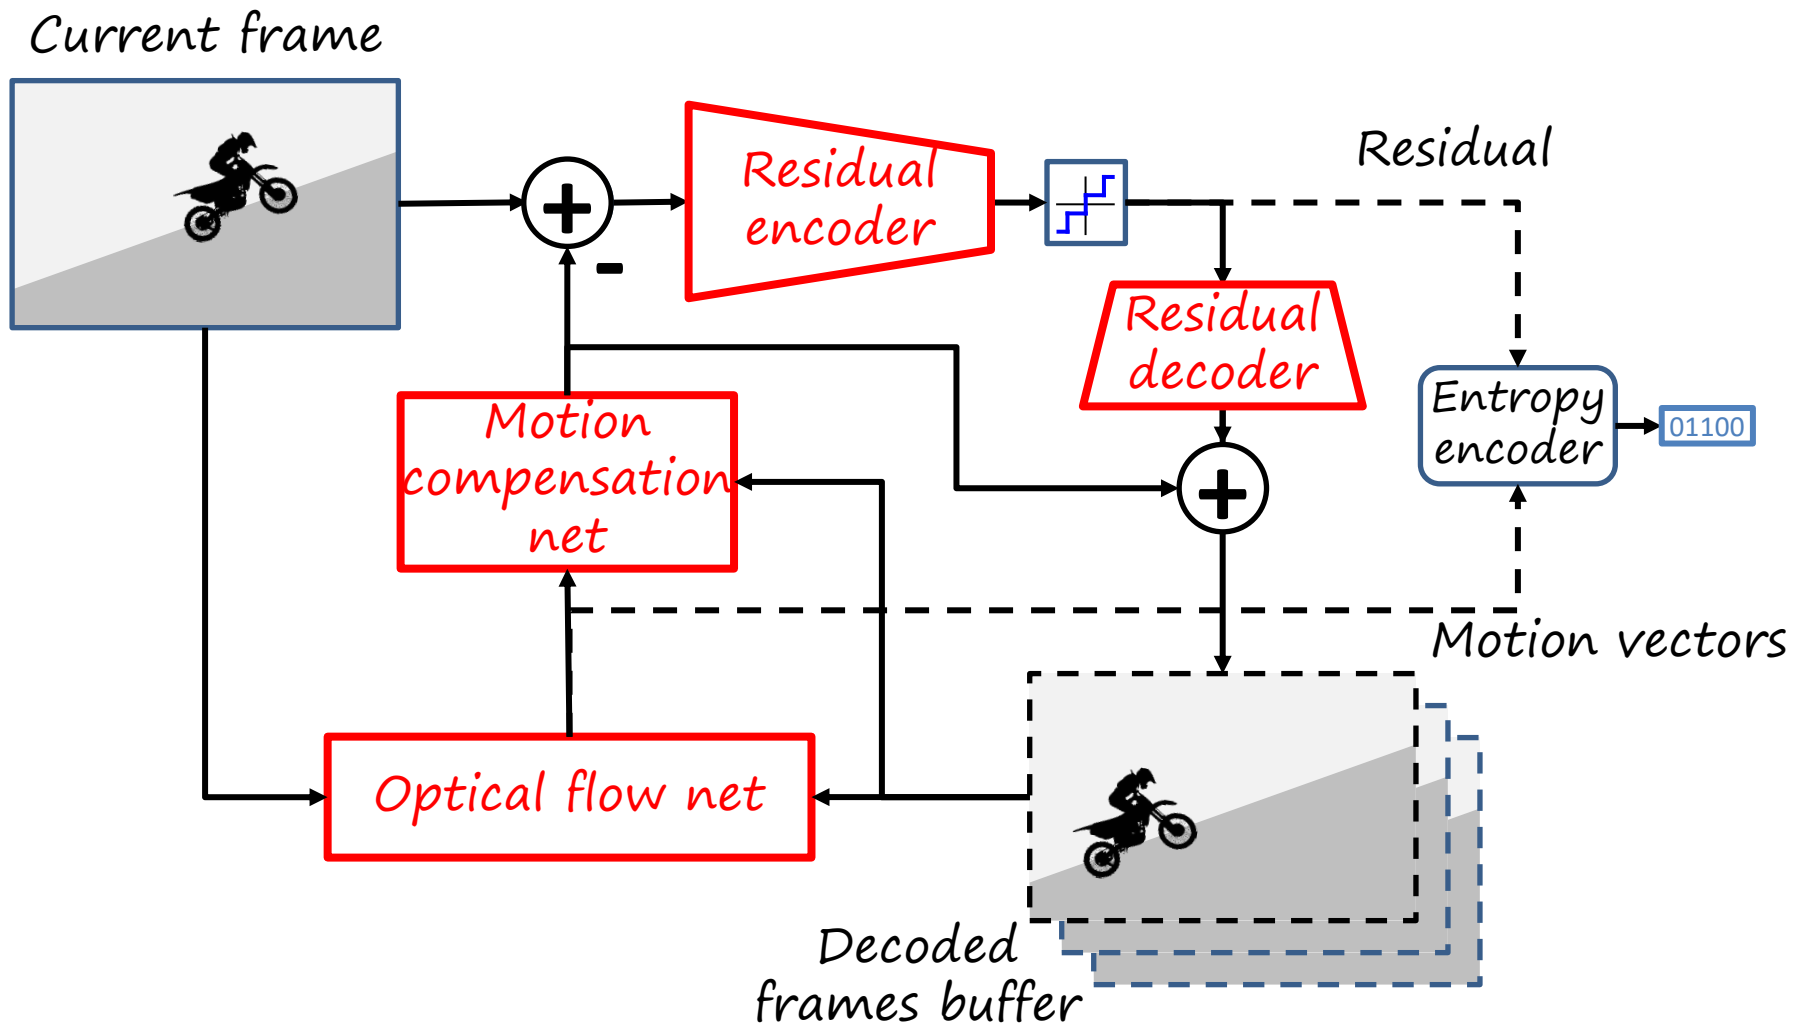 Current frame
Residual
encoder
Residual
Residual
decoder
Entropy
encoder
01100
Motion
compensation
net
Motion vectors
Optical flow net
Decoded
frames buffer